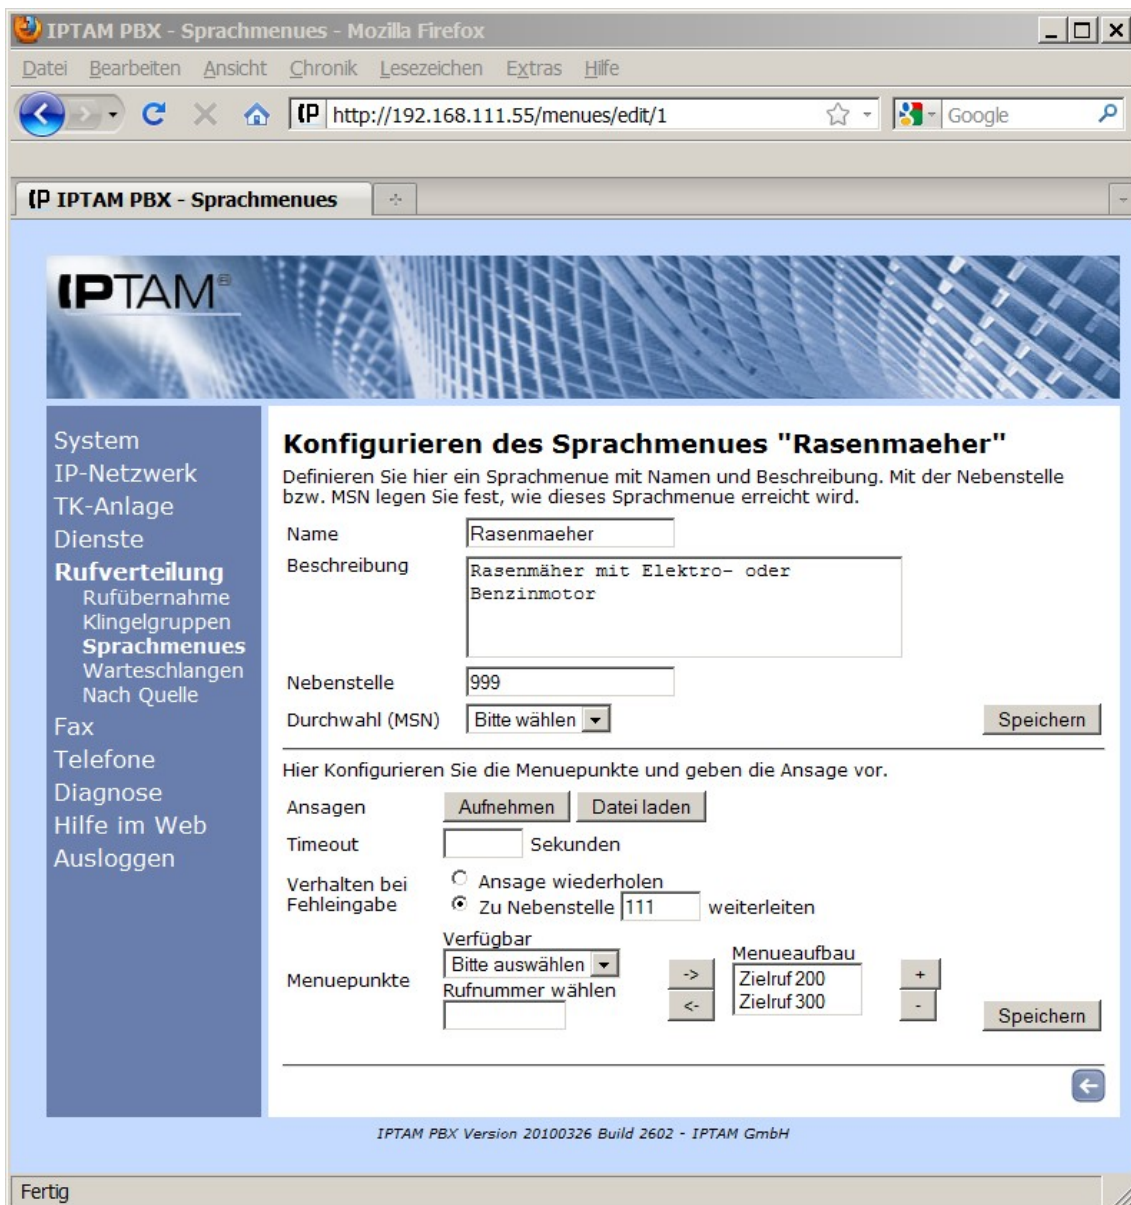 IPTAM PBX - Sprachmenues - Mozilla Firefox
Datei Bearbeiten Ansicht Chronik Lesezeichen Extras Hilfe
http://192.168.111.55/menues/edit/1
Google
IPTAM PBX - Sprachmenues
IPTAM®
System
IP-Netzwerk
TK-Anlage
Dienste
Rufverteilung
Rufübernahme
Klingelgruppen
Sprachmenues
Warteschlangen
Nach Quelle
Fax
Telefone
Diagnose
Hilfe im Web
Ausloggen
Konfigurieren des Sprachmenues "Rasenmaeher"
Definieren Sie hier ein Sprachmenue mit Namen und Beschreibung. Mit der Nebenstelle
bzw. MSN legen Sie fest, wie dieses Sprachmenue erreicht wird.
Name Rasenmaeher
Beschreibung Rasenmäher mit Elektro- oder
Benzinmotor
Nebenstelle 999
Durchwahl (MSN) Bitte wählen Speichern
Hier Konfigurieren Sie die Menuepunkte und geben die Ansage vor.
Ansagen Aufnehmen Datei laden
Timeout Sekunden
Verhalten bei Fehleingabe
Ansage wiederholen
Zu Nebenstelle 111 weiterleiten
Menuepunkte
Verfügbar
Bitte auswählen
Rufnummer wählen
->
<-
Menueaufbau
Zielruf 200
Zielruf 300
+
-
Speichern
IPTAM PBX Version 20100326 Build 2602 - IPTAM GmbH
Fertig